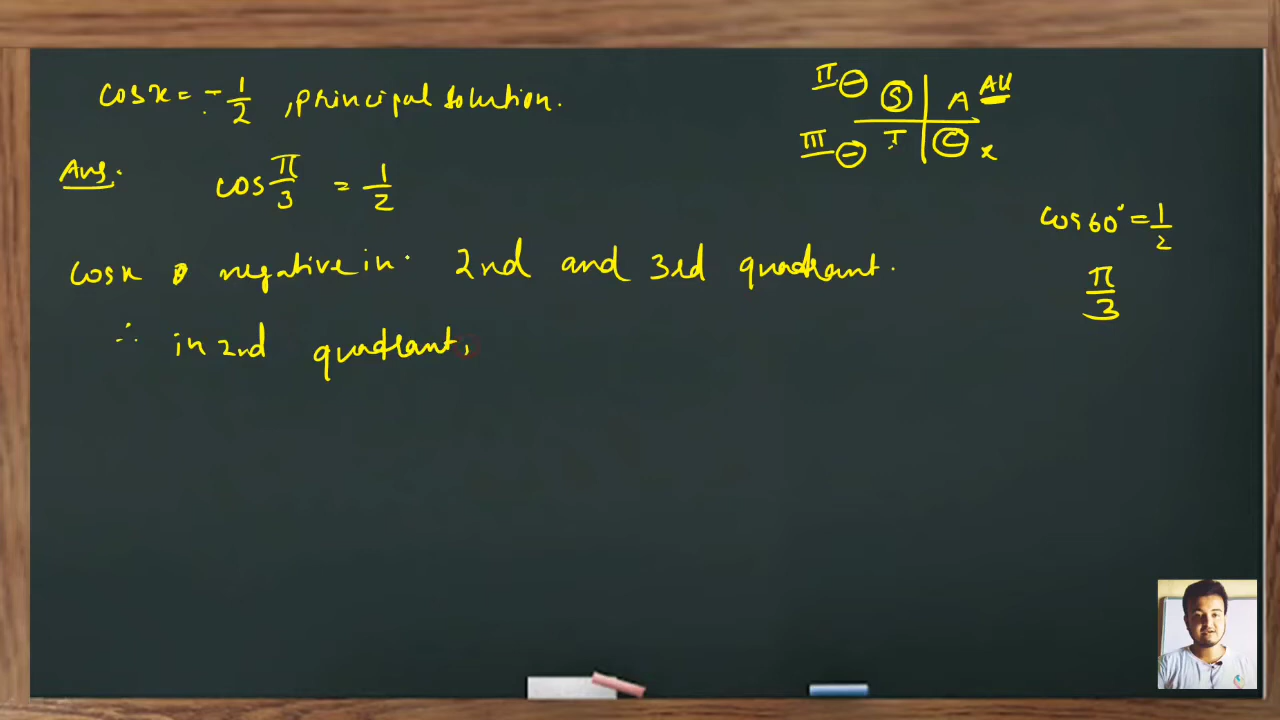 cos x = - 1/2 , principal solution.
II - S A All
III - T C x
Ans. cos π/3 = 1/2
cos 60° = 1/2
π/3
cos x negative in 2nd and 3rd quadrant.
∴ in 2nd quadrant,